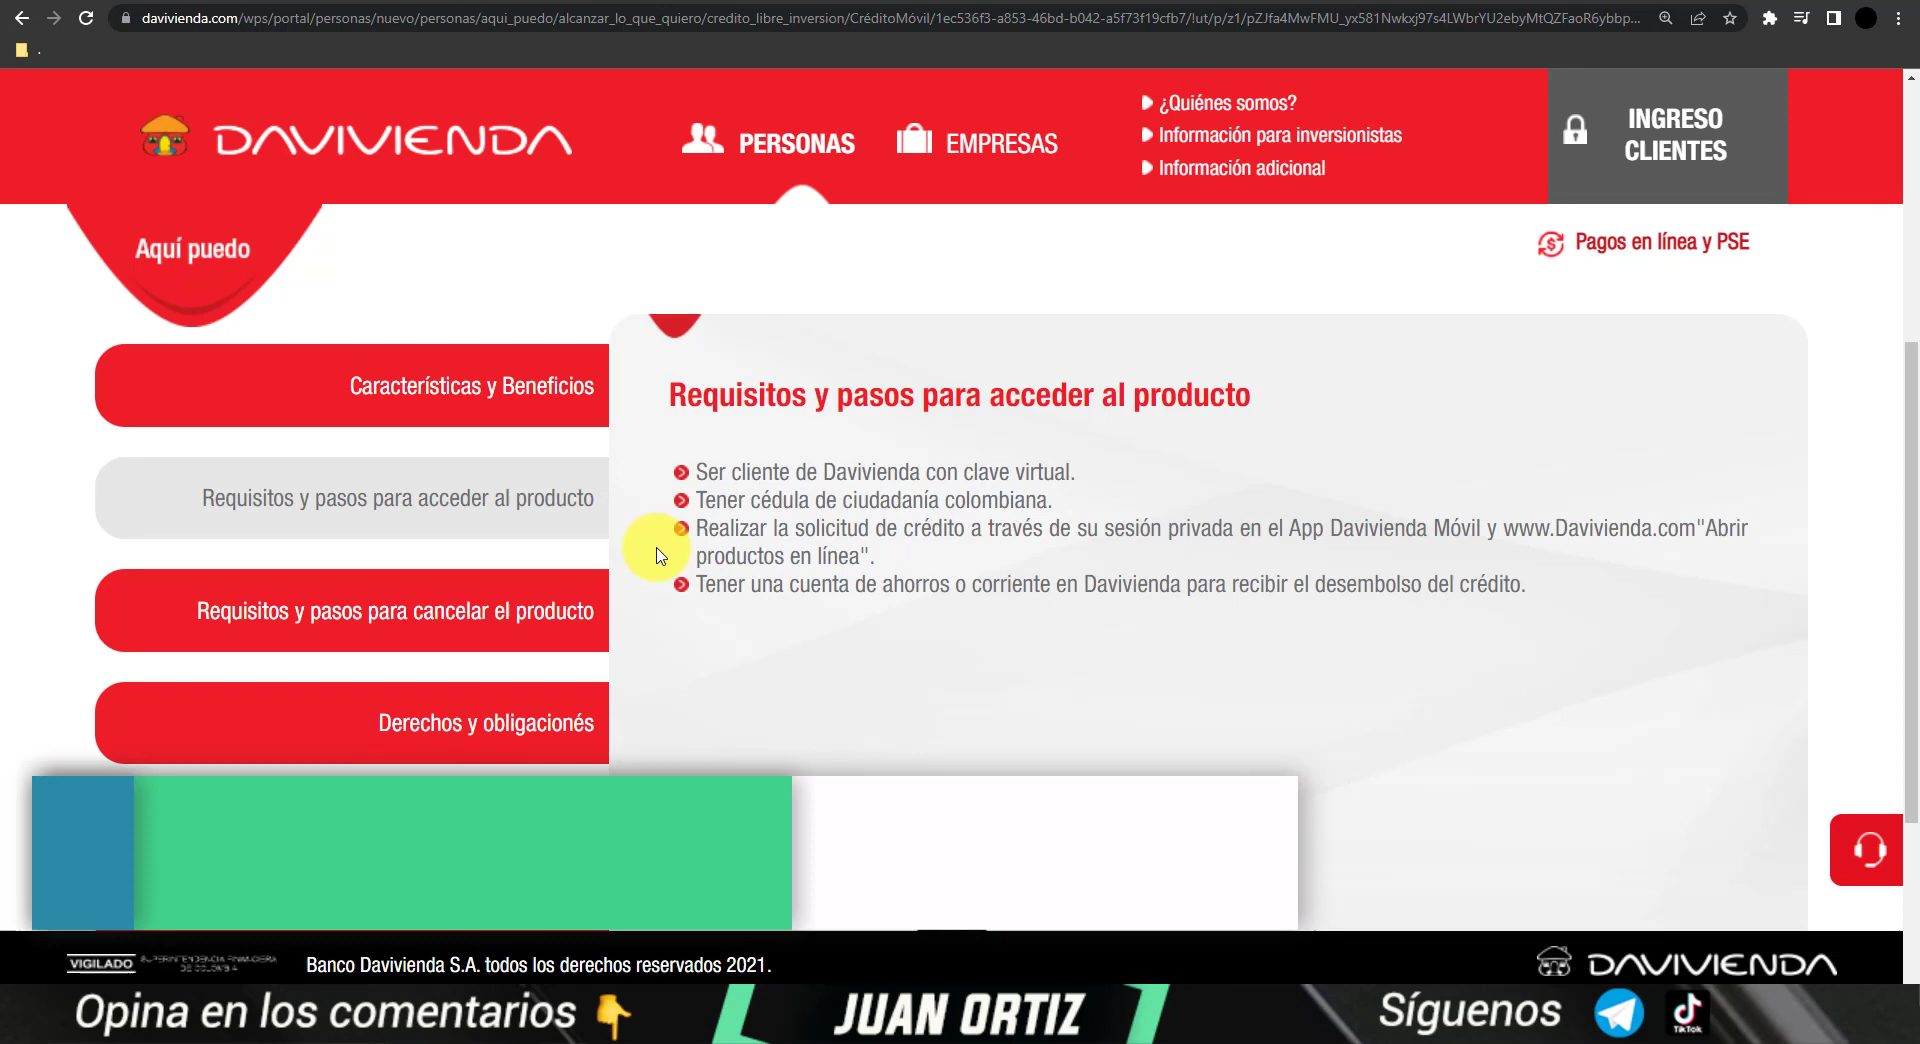 davivienda.com/wps/portal/personas/nuevo/personas/aqui_puedo/alcanzar_lo_que_quiero/credito_libre_inversion/CréditoMóvil/1ec536f3-a853-46bd-b042-a5f73f19cfb7/!ut/p/z1/pZJfa4MwFMU_yx581Nwkxj97s4LWbrYU2ebyMtQZFaoR6ybbp...
.
DAVIVIENDA
PERSONAS
EMPRESAS
¿Quiénes somos?
Información para inversionistas
Información adicional
INGRESO
CLIENTES
Aquí puedo
Pagos en línea y PSE
Características y Beneficios
Requisitos y pasos para acceder al producto
Requisitos y pasos para cancelar el producto
Derechos y obligacionés
Requisitos y pasos para acceder al producto
Ser cliente de Davivienda con clave virtual.
Tener cédula de ciudadanía colombiana.
Realizar la solicitud de crédito a través de su sesión privada en el App Davivienda Móvil y www.Davivienda.com"Abrir
productos en línea".
Tener una cuenta de ahorros o corriente en Davivienda para recibir el desembolso del crédito.
VIGILADO
SUPERINTENDENCIA FINANCIERA
DE COLOMBIA
Banco Davivienda S.A. todos los derechos reservados 2021.
DAVIVIENDA
Opina en los comentarios
JUAN ORTIZ
Síguenos
TikTok